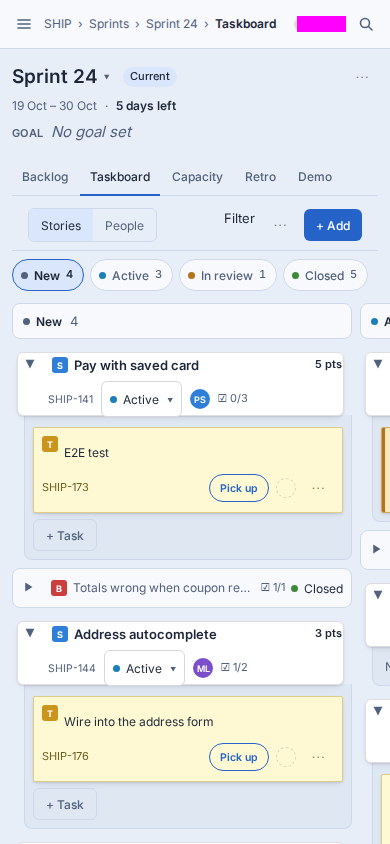 SHIP › Sprints › Sprint 24 › Taskboard
Sprint 24 ▾ Current ...
19 Oct – 30 Oct · 5 days left
GOAL No goal set
Backlog Taskboard Capacity Retro Demo
Stories People Filter ... + Add
New 4 Active 3 In review 1 Closed 5
New 4 A
▼ S Pay with saved card 5 pts
SHIP-141 Active ▾ PS ☑ 0/3
T E2E test
SHIP-173 Pick up ...
+ Task
▶ B Totals wrong when coupon re... ☑ 1/1 Closed
▼ S Address autocomplete 3 pts
SHIP-144 Active ▾ ML ☑ 1/2
T Wire into the address form
SHIP-176 Pick up ...
+ Task